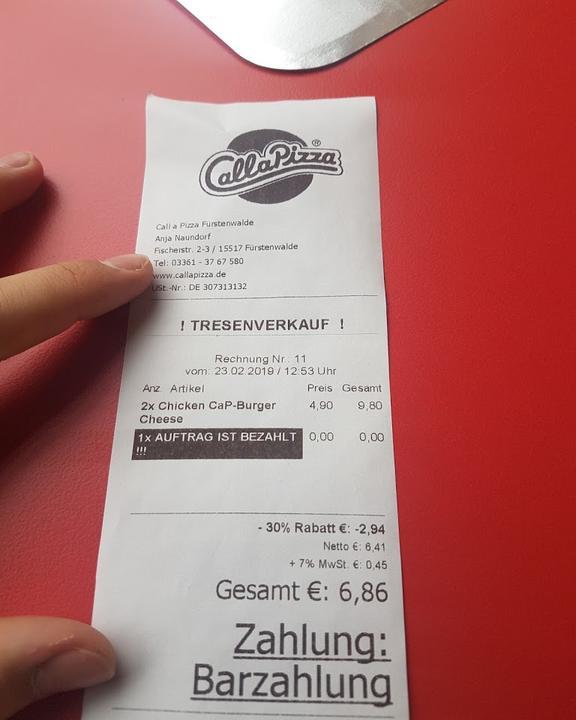 CallaPizza®
Call a Pizza Fürstenwalde
Anja Naundorf
Fischerstr. 2-3 / 15517 Fürstenwalde
Tel: 03361 - 37 67 580
www.callapizza.de
USt.-Nr.: DE 307313132
! TRESENVERKAUF !
Rechnung Nr.: 11
vom: 23.02.2019 / 12:53 Uhr
Anz. Artikel Preis Gesamt
2x Chicken CaP-Burger 4,90 9,80
Cheese
1x AUFTRAG IST BEZAHLT 0,00 0,00
!!!
- 30% Rabatt €: -2,94
Netto €: 6,41
+ 7% MwSt. €: 0,45
Gesamt €: 6,86
Zahlung:
Barzahlung